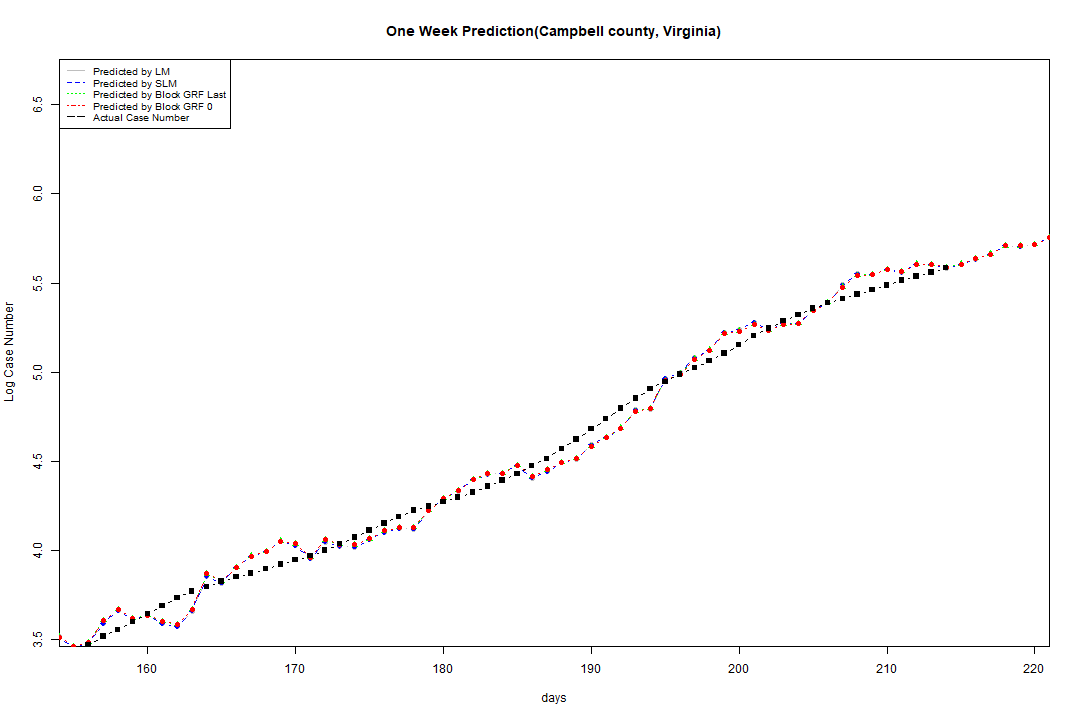 One Week Prediction(Campbell county, Virginia)
Predicted by LM
Predicted by SLM
Predicted by Block GRF Last
Predicted by Block GRF 0
Actual Case Number
6.5
6.0
5.5
5.0
4.5
4.0
3.5
Log Case Number
160 170 180 190 200 210 220
days